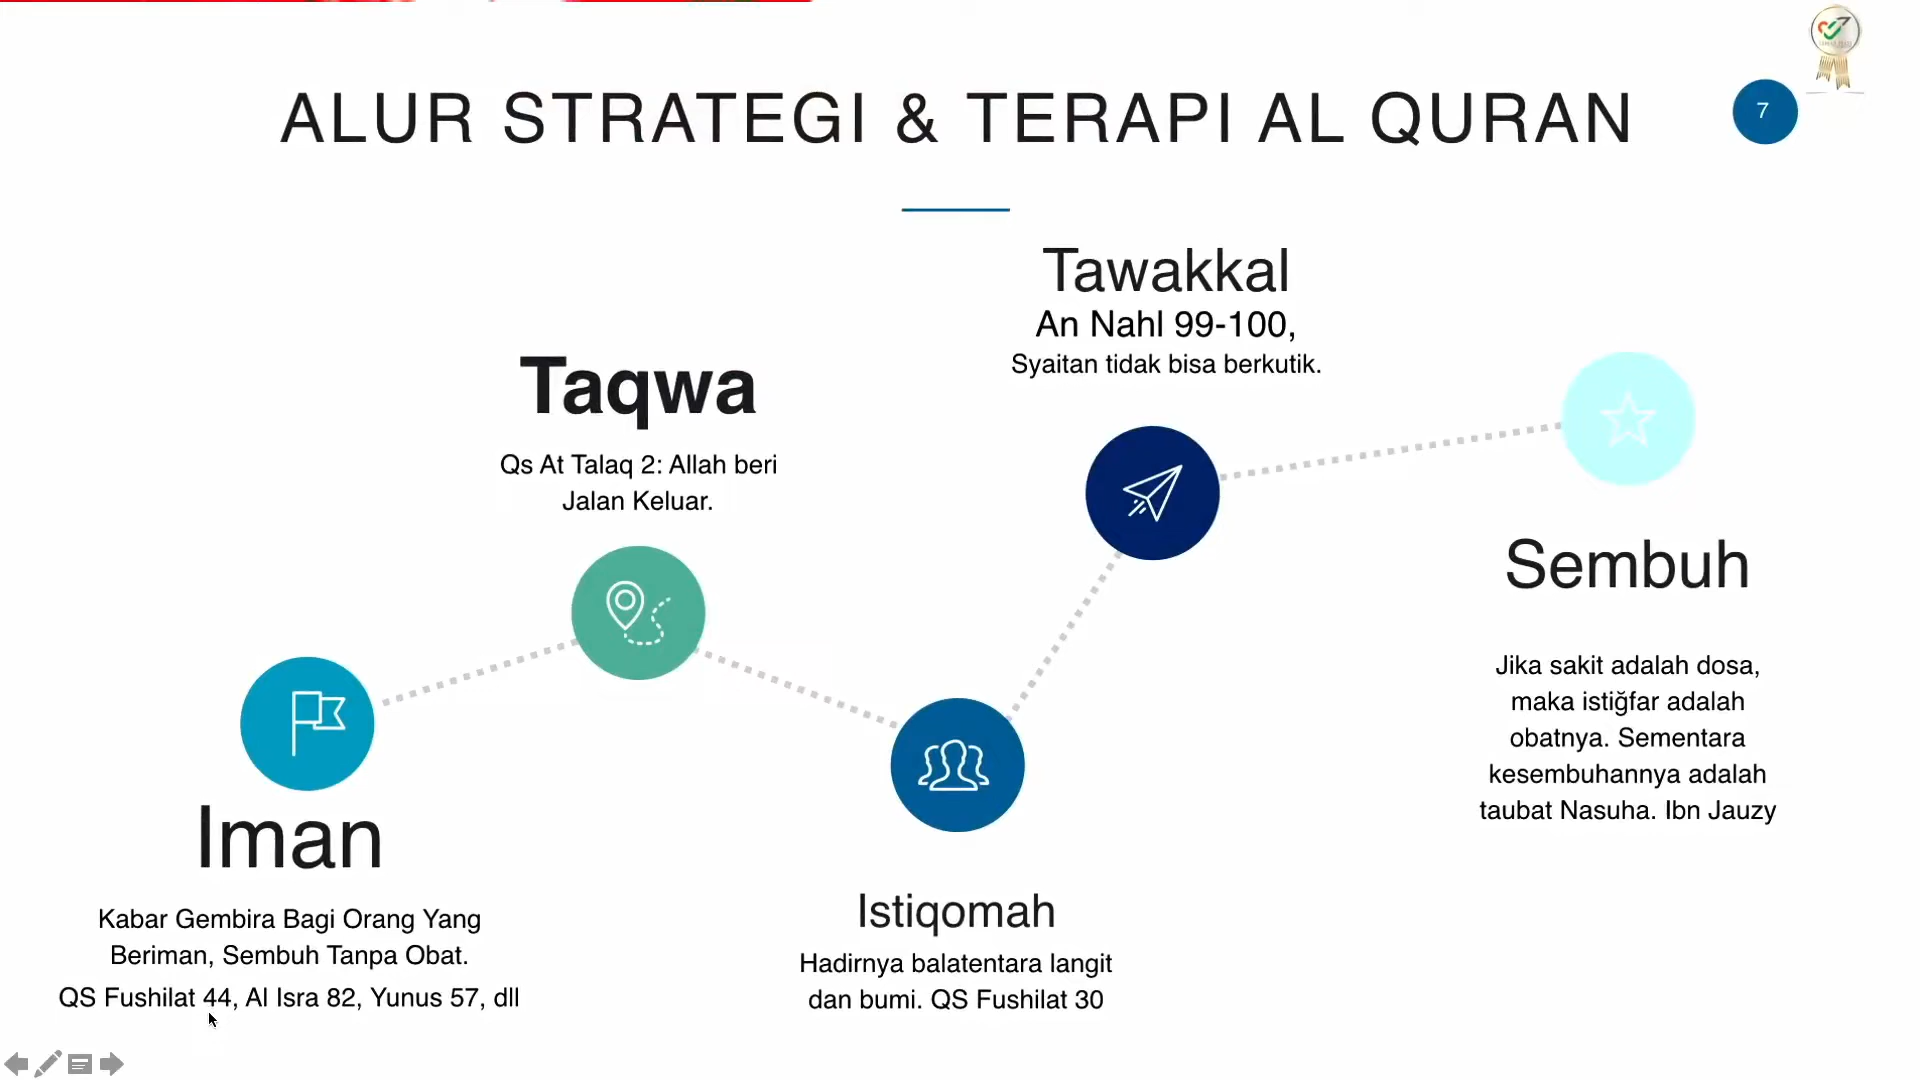 ALUR STRATEGI & TERAPI AL QURAN
7
Tawakkal
An Nahl 99-100,
Syaitan tidak bisa berkutik.
Taqwa
Qs At Talaq 2: Allah beri
Jalan Keluar.
Sembuh
Jika sakit adalah dosa,
maka istiğfar adalah
obatnya. Sementara
kesembuhannya adalah
taubat Nasuha. Ibn Jauzy
Iman
Kabar Gembira Bagi Orang Yang
Beriman, Sembuh Tanpa Obat.
QS Fushilat 44, Al Isra 82, Yunus 57, dll
Istiqomah
Hadirnya balatentara langit
dan bumi. QS Fushilat 30